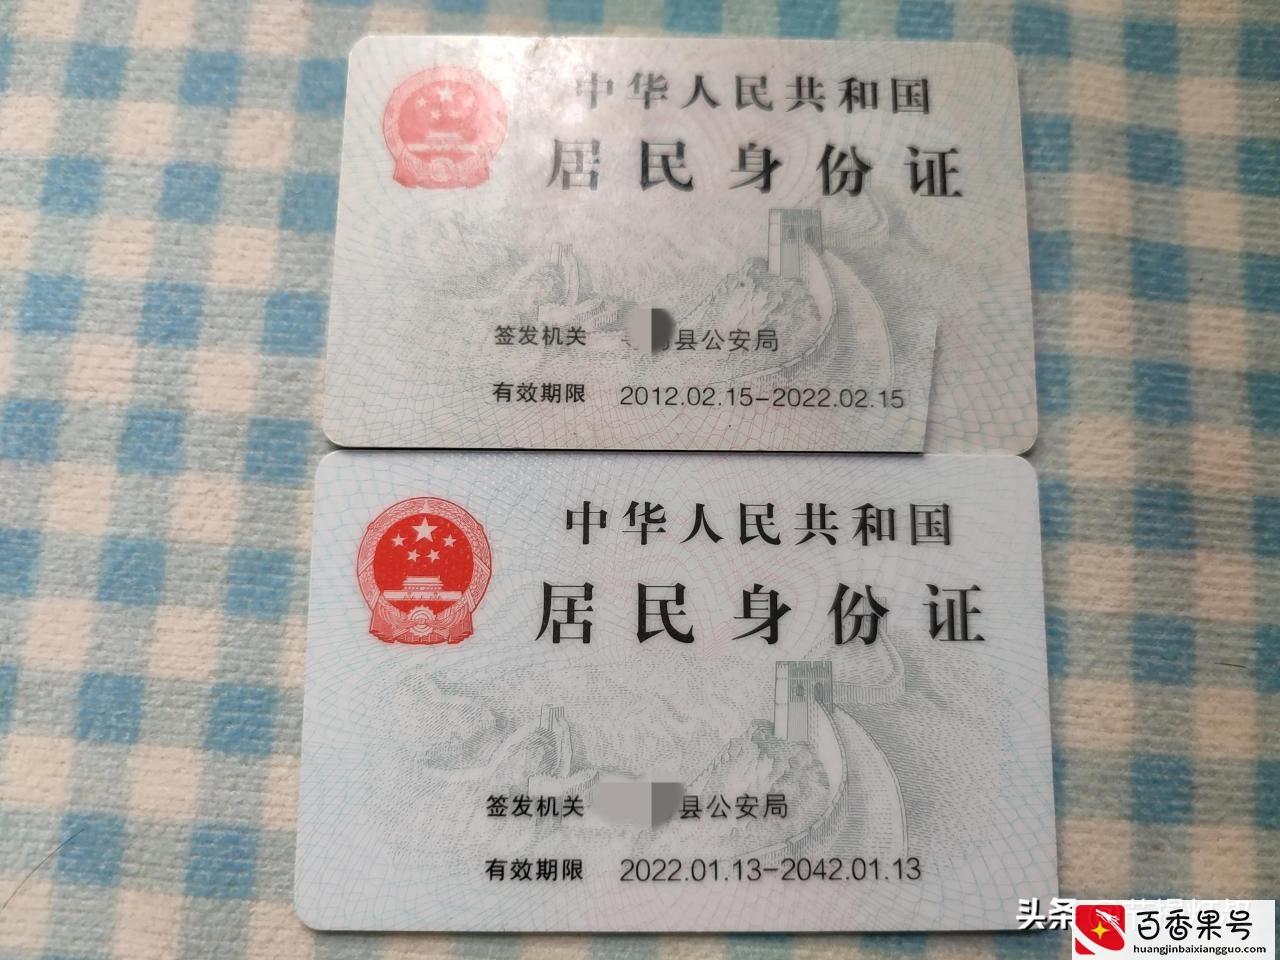 中华人民共和国
居民身份证
签发机关 县公安局
有效期限 2012.02.15-2022.02.15
中华人民共和国
居民身份证
签发机关 县公安局
有效期限 2022.01.13-2042.01.13
头条
百香果号
huangjinbaixiangguo.com